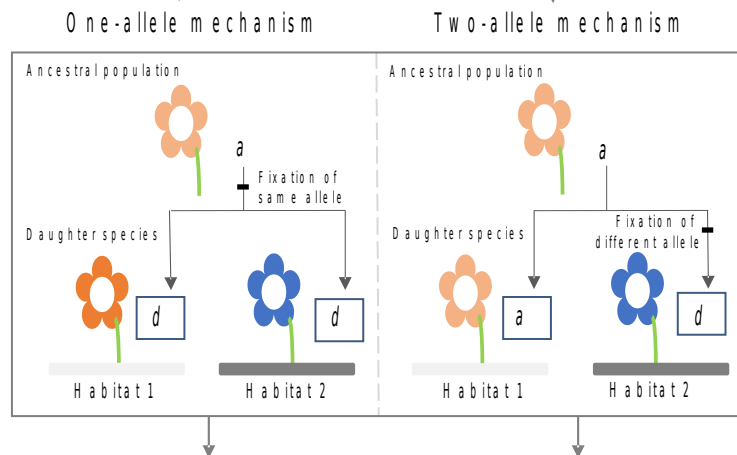 One-allele mechanism
Ancestral population
a
Fixation of
same allele
Daughter species
d
d
Habitat 1
Habitat 2
Two-allele mechanism
Ancestral population
a
Fixation of
different allele
Daughter species
a
d
Habitat 1
Habitat 2